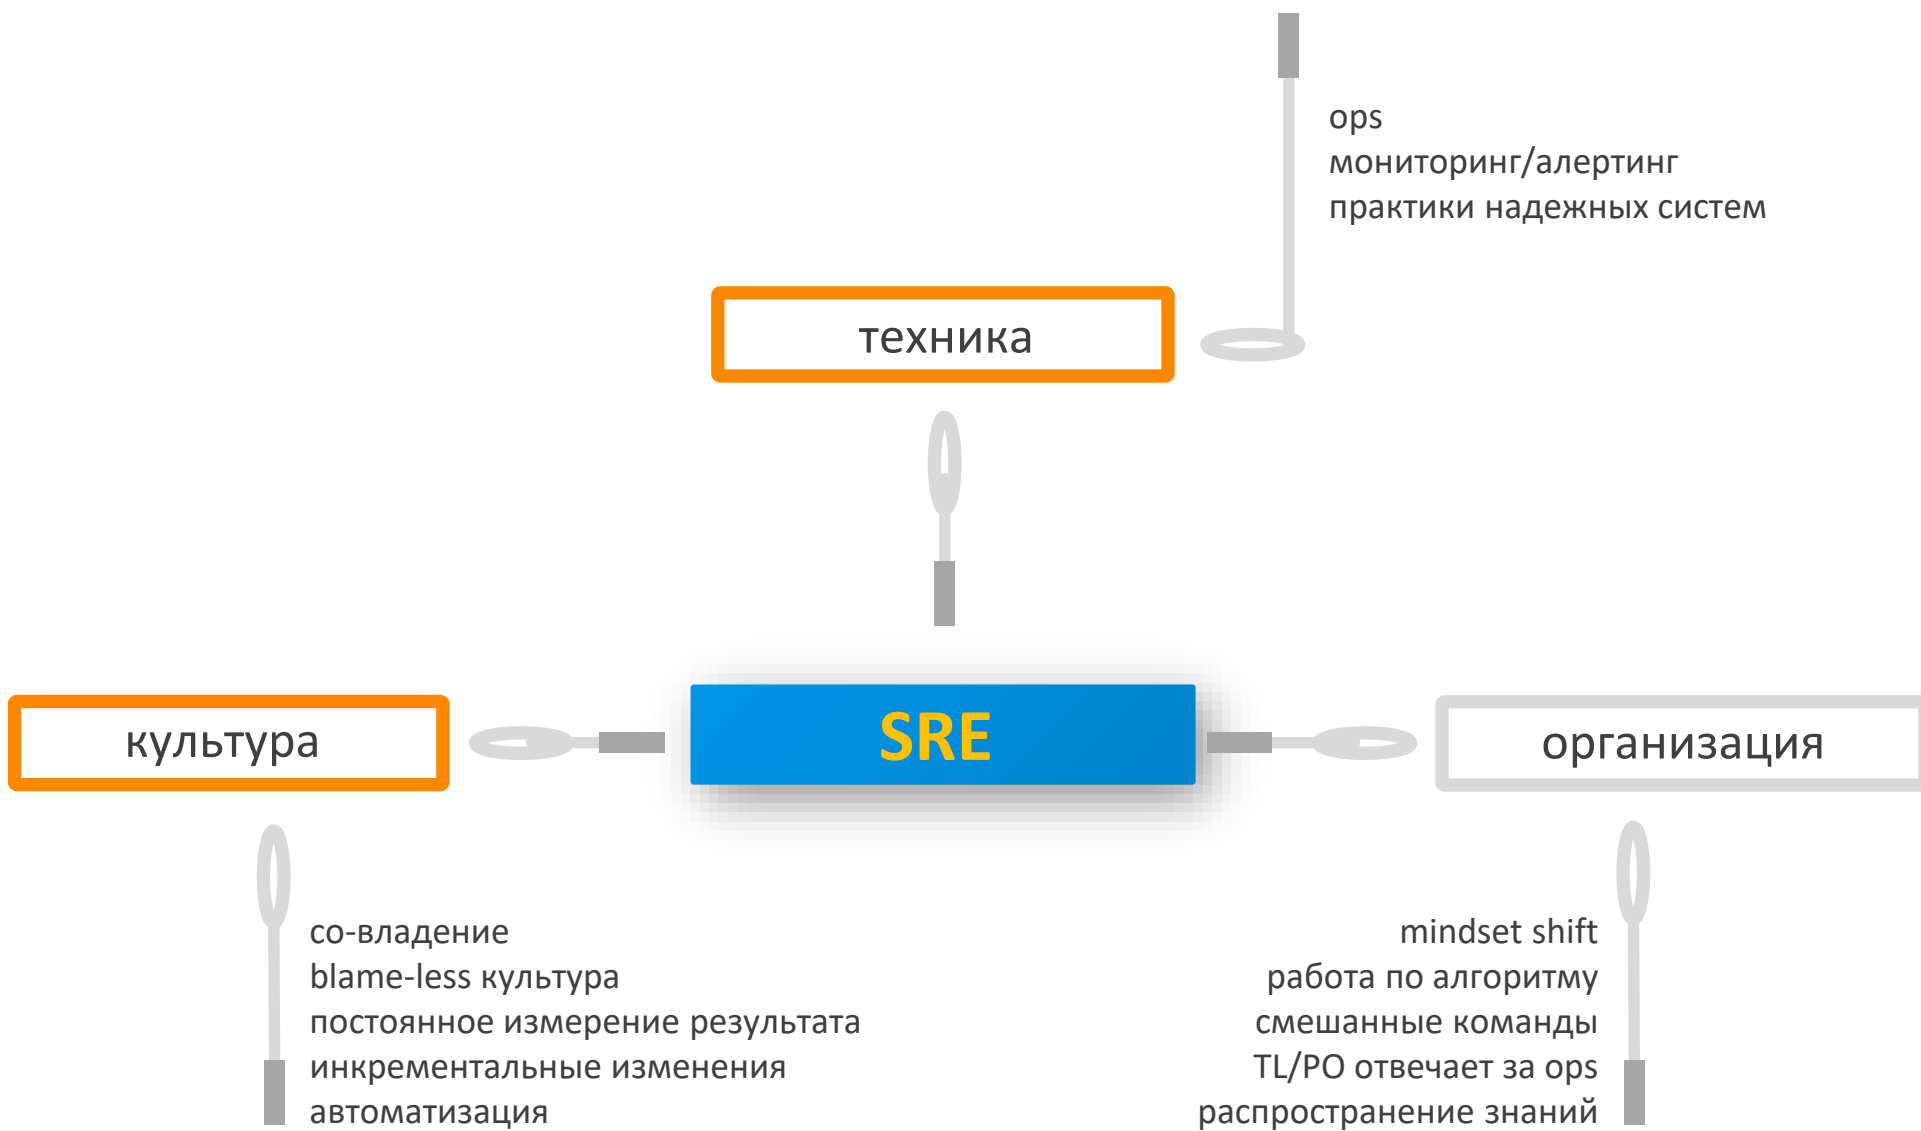 ops
мониторинг/алертинг
практики надежных систем
техника
культура
SRE
организация
со-владение
blame-less культура
постоянное измерение результата
инкрементальные изменения
автоматизация
mindset shift
работа по алгоритму
смешанные команды
TL/PO отвечает за ops
распространение знаний